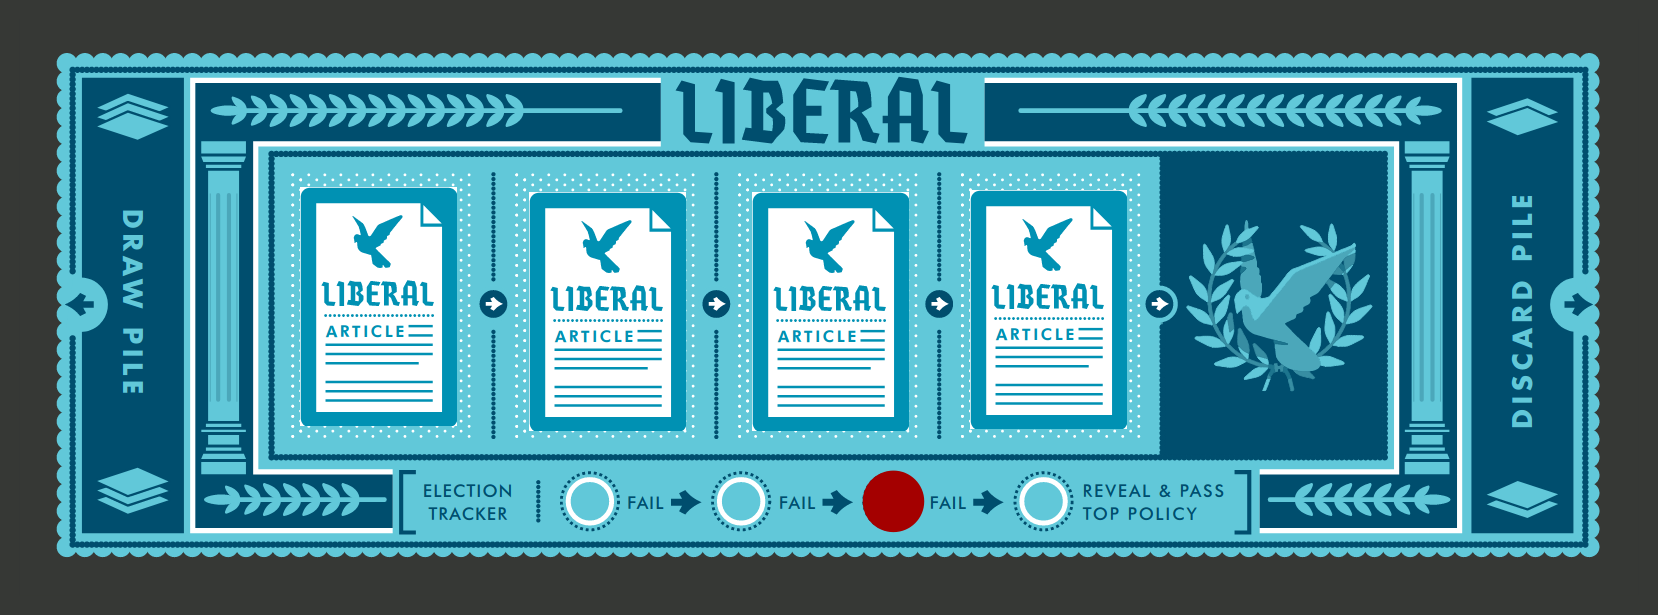 LIBERAL
DRAW PILE
LIBERAL
ARTICLE
LIBERAL
ARTICLE
LIBERAL
ARTICLE
LIBERAL
ARTICLE
DISCARD PILE
ELECTION
TRACKER
FAIL
FAIL
FAIL
REVEAL & PASS
TOP POLICY